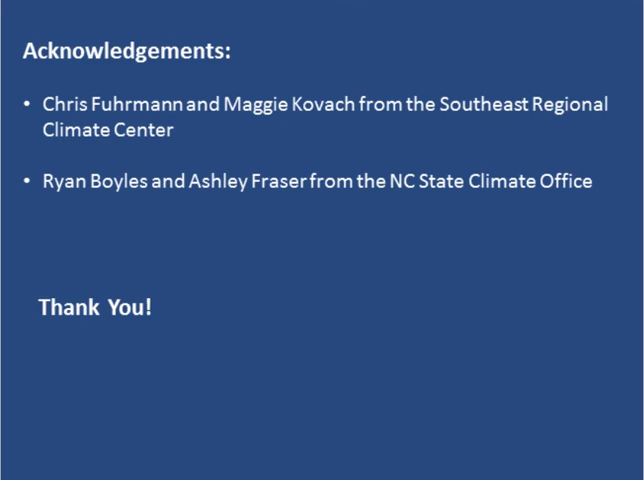 Acknowledgements:
• Chris Fuhrmann and Maggie Kovach from the Southeast Regional
Climate Center
• Ryan Boyles and Ashley Fraser from the NC State Climate Office
Thank You!